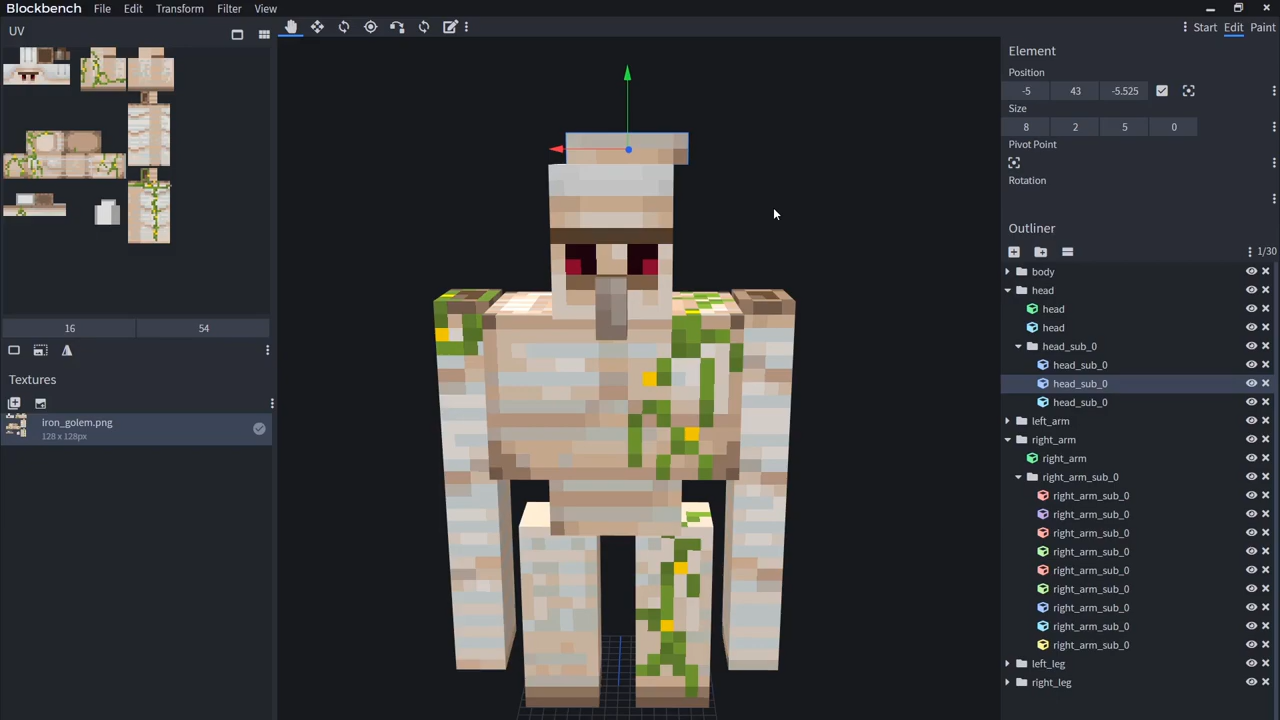 Blockbench File Edit Transform Filter View
UV
Start Edit Paint
Element
Position
-5 43 -5.525
Size
8 2 5 0
Pivot Point
Rotation
Outliner
1/30
body
head
head
head
head_sub_0
head_sub_0
head_sub_0
head_sub_0
left_arm
right_arm
right_arm
right_arm_sub_0
right_arm_sub_0
right_arm_sub_0
right_arm_sub_0
right_arm_sub_0
right_arm_sub_0
right_arm_sub_0
right_arm_sub_0
right_arm_sub_0
right_arm_sub_0
left_leg
right_leg
16 54
Textures
iron_golem.png
128 x 128px